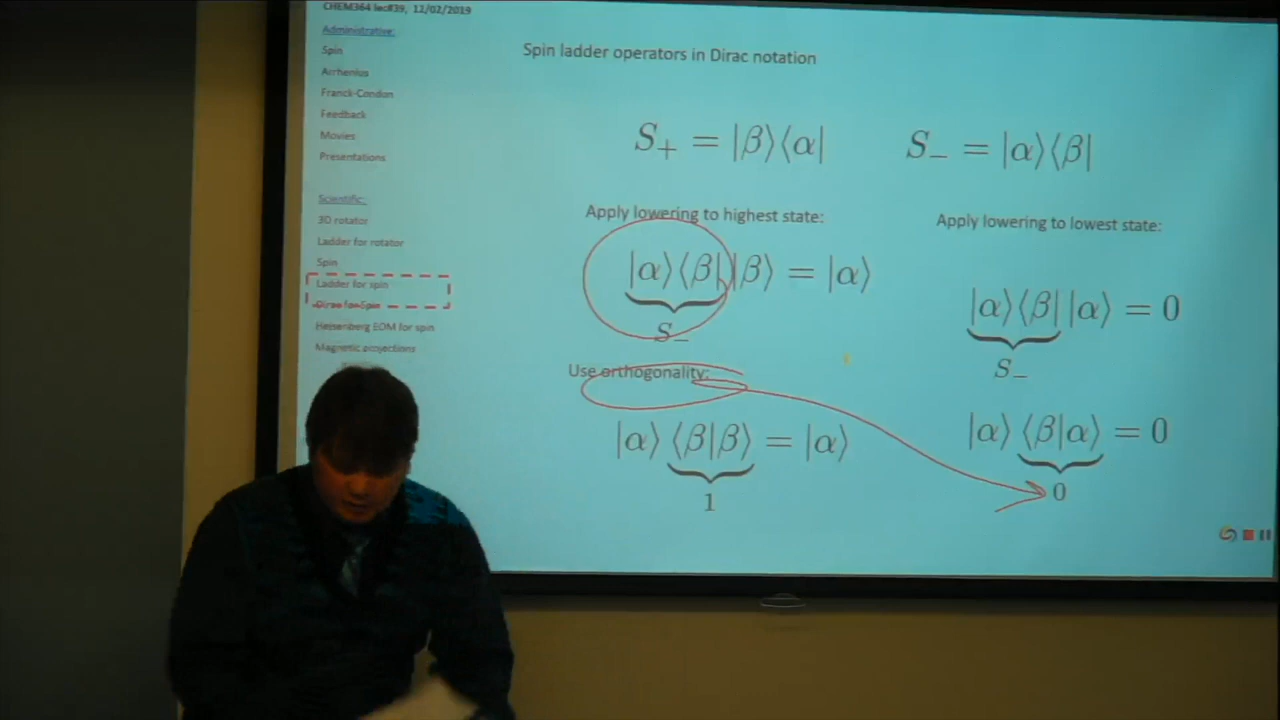 CHEM364 lec#39, 12/02/2019
Administrative:
Spin
Arrhenius
Franck-Condon
Feedback
Movies
Presentations
Scientific:
3D rotator
Ladder for rotator
Spin
Ladder for spin
Dirac for Spin
Heisenberg EOM for spin
Magnetic projections
Spin ladder operators in Dirac notation
S₊ = |β⟩⟨α| S₋ = |α⟩⟨β|
Apply lowering to highest state:
|α⟩⟨β||β⟩ = |α⟩
S₋
Use orthogonality:
|α⟩ ⟨β|β⟩ = |α⟩
1
Apply lowering to lowest state:
|α⟩⟨β| |α⟩ = 0
S₋
|α⟩ ⟨β|α⟩ = 0
0